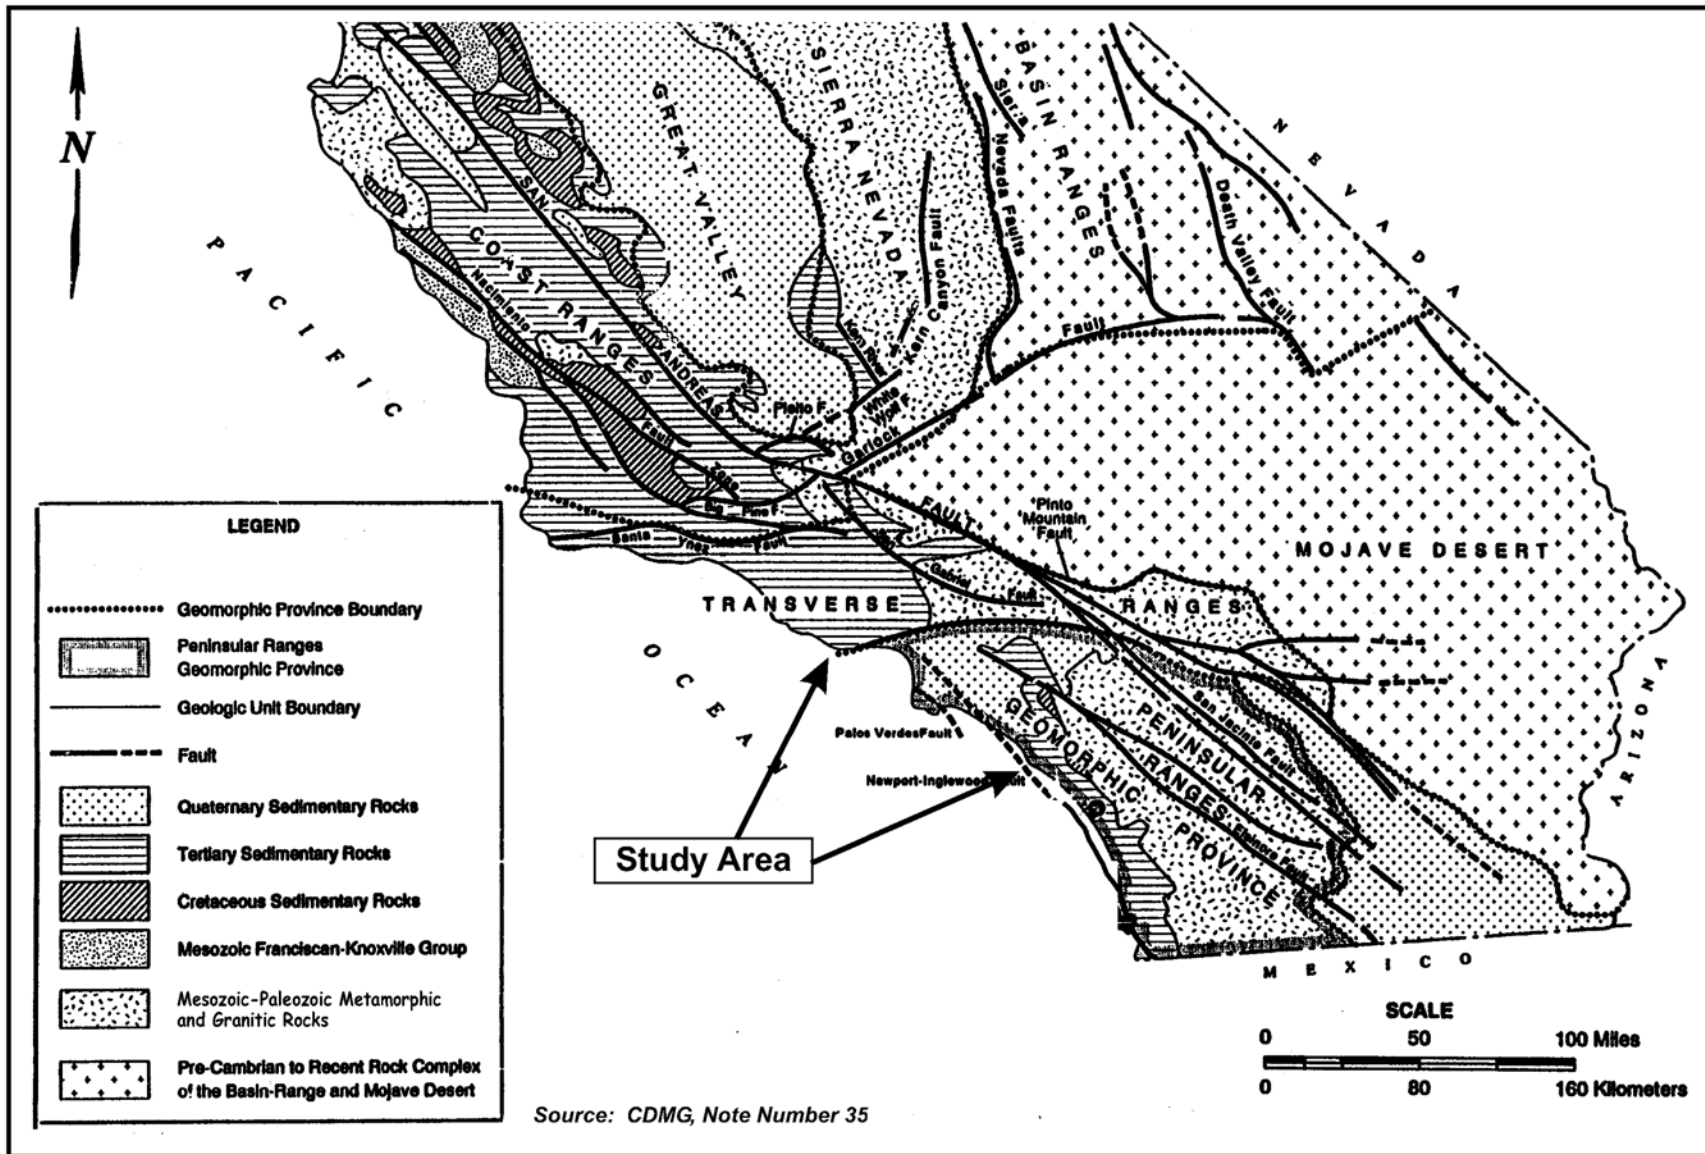 N
PACIFIC
OCEAN
COAST RANGES
GREAT VALLEY
SIERRA NEVADA
BASIN RANGES
NEVADA
Sierra
Nevada Faults
Death Valley Fault
Kern Canyon Fault
Kern River
White
Wolf F.
Pleito F.
Garlock
Fault
SAN
ANDREAS
FAULT
Nacimiento
Fault
Zone
Big Pine F.
Santa Ynez Fault
San
Gabriel
Fault
Pinto
Mountain
Fault
MOJAVE DESERT
TRANSVERSE
RANGES
ARIZONA
San Jacinto Fault
PENINSULAR
RANGES
GEOMORPHIC
PROVINCE
Elsinore Fault
Palos Verdes Fault
Newport-Inglewood Fault
Study Area
MEXICO
LEGEND
Geomorphic Province Boundary
Peninsular Ranges
Geomorphic Province
Geologic Unit Boundary
Fault
Quaternary Sedimentary Rocks
Tertiary Sedimentary Rocks
Cretaceous Sedimentary Rocks
Mesozoic Franciscan-Knoxville Group
Mesozoic-Paleozoic Metamorphic
and Granitic Rocks
Pre-Cambrian to Recent Rock Complex
of the Basin-Range and Mojave Desert
SCALE
0 50 100 Miles
0 80 160 Kilometers
Source: CDMG, Note Number 35